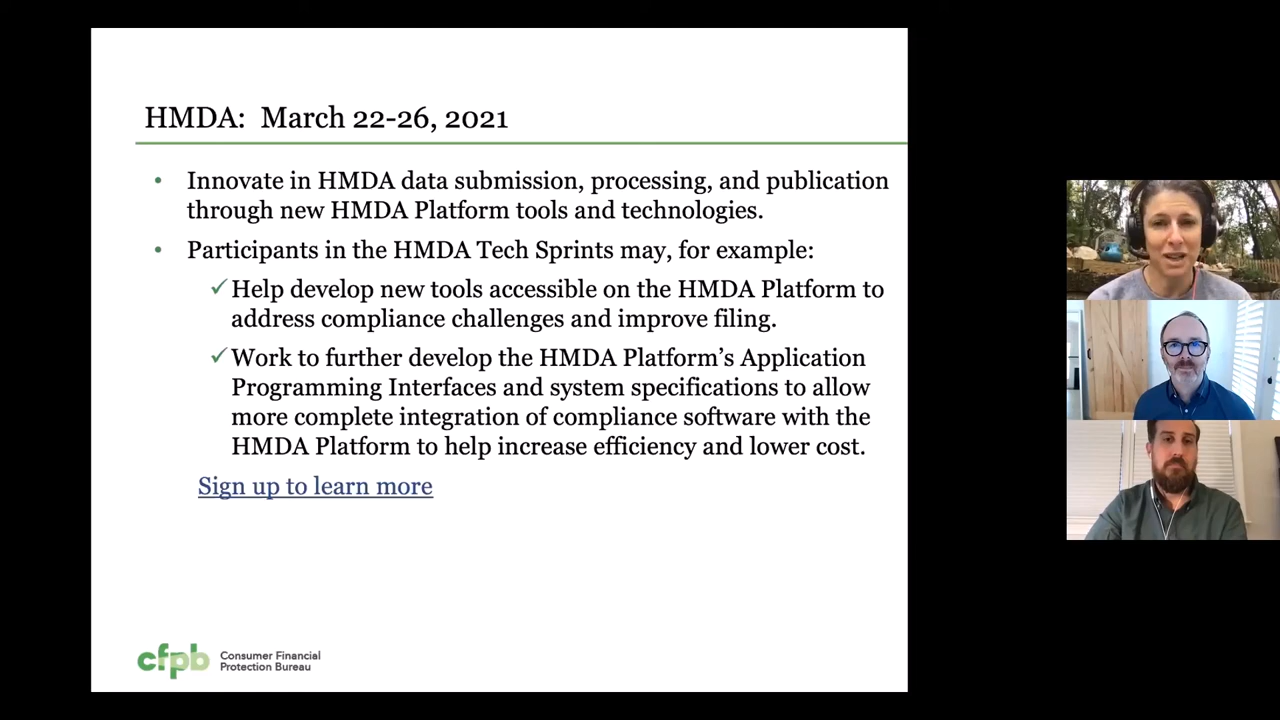 HMDA: March 22-26, 2021
• Innovate in HMDA data submission, processing, and publication
through new HMDA Platform tools and technologies.
• Participants in the HMDA Tech Sprints may, for example:
✓Help develop new tools accessible on the HMDA Platform to
address compliance challenges and improve filing.
✓Work to further develop the HMDA Platform’s Application
Programming Interfaces and system specifications to allow
more complete integration of compliance software with the
HMDA Platform to help increase efficiency and lower cost.
Sign up to learn more
cfpb
Consumer Financial
Protection Bureau